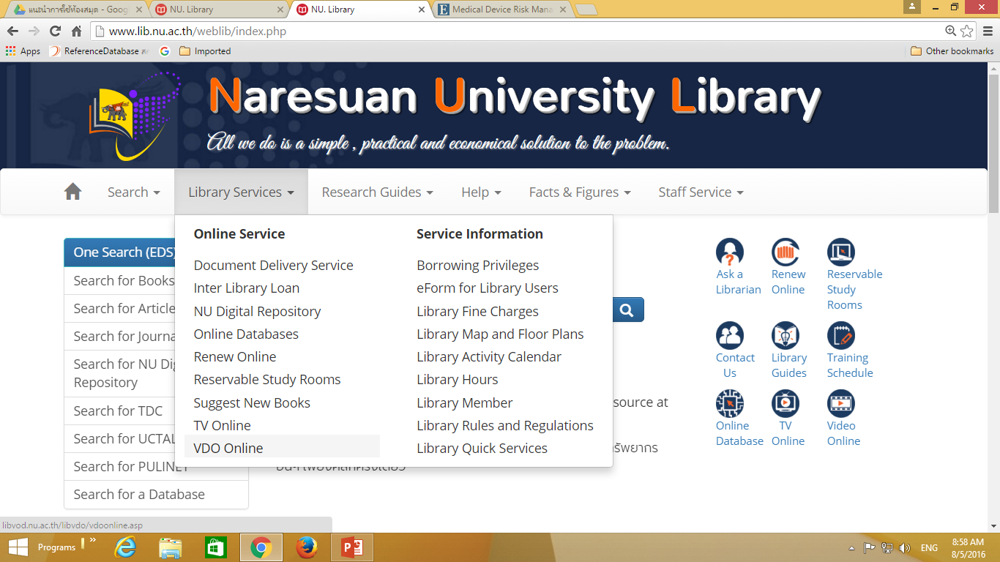 แนะนำการใช้ห้องสมุด - Goog
NU. Library
NU. Library
Medical Device Risk Mana
www.lib.nu.ac.th/weblib/index.php
Apps
ReferenceDatabase
Imported
Other bookmarks
Naresuan University Library
All we do is a simple , practical and economical solution to the problem.
Search
Library Services
Research Guides
Help
Facts & Figures
Staff Service
One Search (EDS)
Search for Books
Search for Article
Search for Journa
Search for NU Dig
Repository
Search for TDC
Search for UCTAL
Search for PULINET
Search for a Database
Online Service
Document Delivery Service
Inter Library Loan
NU Digital Repository
Online Databases
Renew Online
Reservable Study Rooms
Suggest New Books
TV Online
VDO Online
Service Information
Borrowing Privileges
eForm for Library Users
Library Fine Charges
Library Map and Floor Plans
Library Activity Calendar
Library Hours
Library Member
Library Rules and Regulations
Library Quick Services
source at
Ask a
Librarian
Renew
Online
Reservable
Study
Rooms
Contact
Us
Library
Guides
Training
Schedule
Online
Database
TV
Online
Video
Online
libvod.nu.ac.th/libvdo/vdoonline.asp
Programs
ENG
8:58 AM
8/5/2016